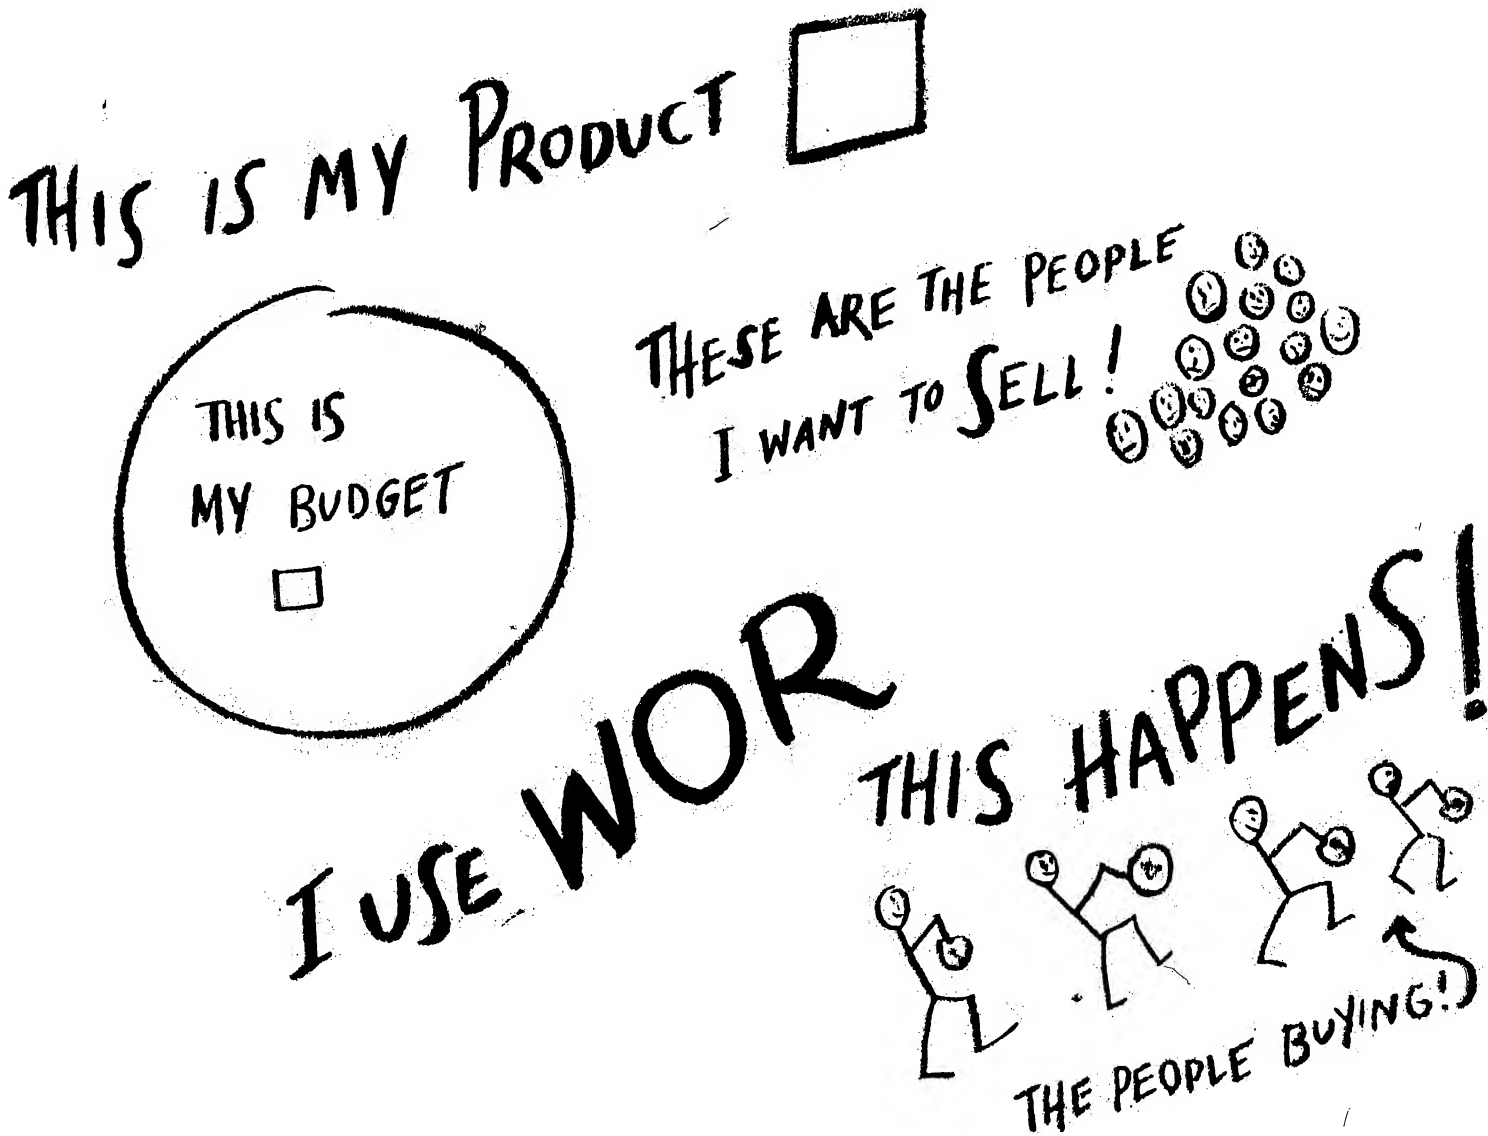 THIS IS MY PRODUCT
THESE ARE THE PEOPLE
I WANT TO SELL!
THIS IS
MY BUDGET
I USE WOR
THIS HAPPENS!
THE PEOPLE BUYING!